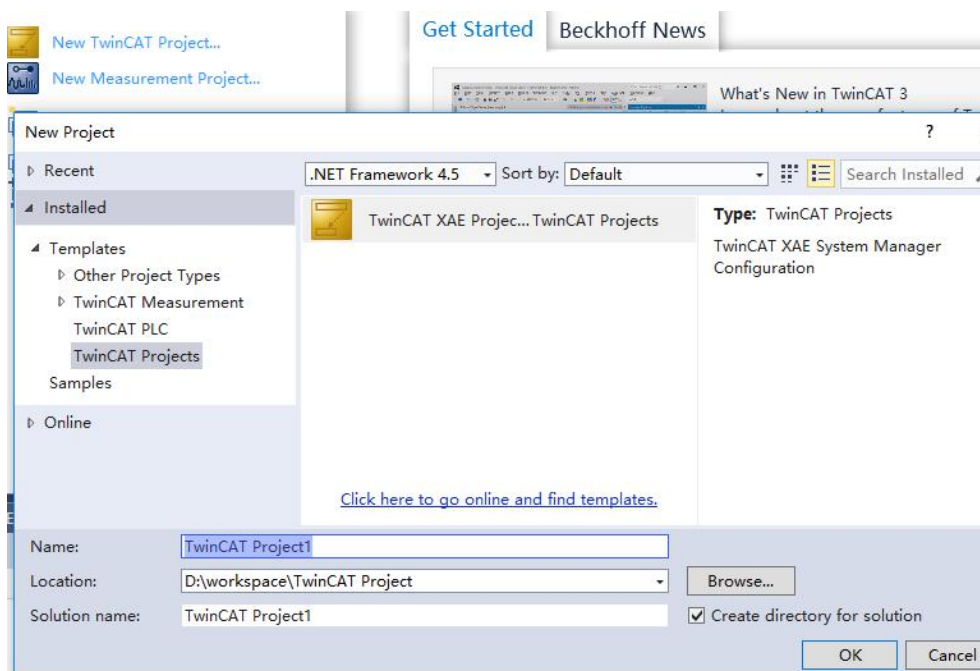 New TwinCAT Project...
New Measurement Project...
Get Started Beckhoff News
What's New in TwinCAT 3
New Project ?
Recent
.NET Framework 4.5 Sort by: Default Search Installed
Installed
TwinCAT XAE Projec... TwinCAT Projects
Type: TwinCAT Projects
TwinCAT XAE System Manager
Configuration
Templates
Other Project Types
TwinCAT Measurement
TwinCAT PLC
TwinCAT Projects
Samples
Online
Click here to go online and find templates.
Name: TwinCAT Project1
Location: D:\workspace\TwinCAT Project Browse...
Solution name: TwinCAT Project1 Create directory for solution
OK Cancel